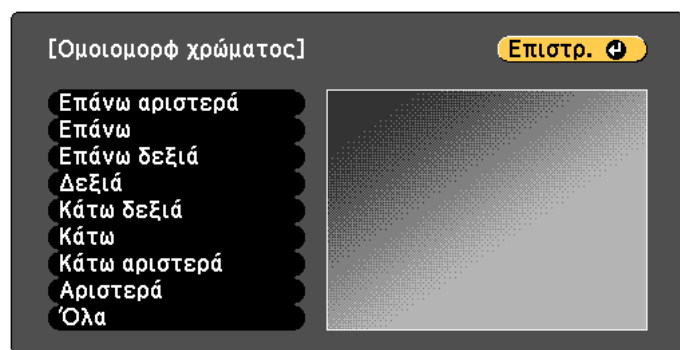 [Ομοιομορφ χρώματος]
Επιστρ.
Επάνω αριστερά
Επάνω
Επάνω δεξιά
Δεξιά
Κάτω δεξιά
Κάτω
Κάτω αριστερά
Αριστερά
Όλα